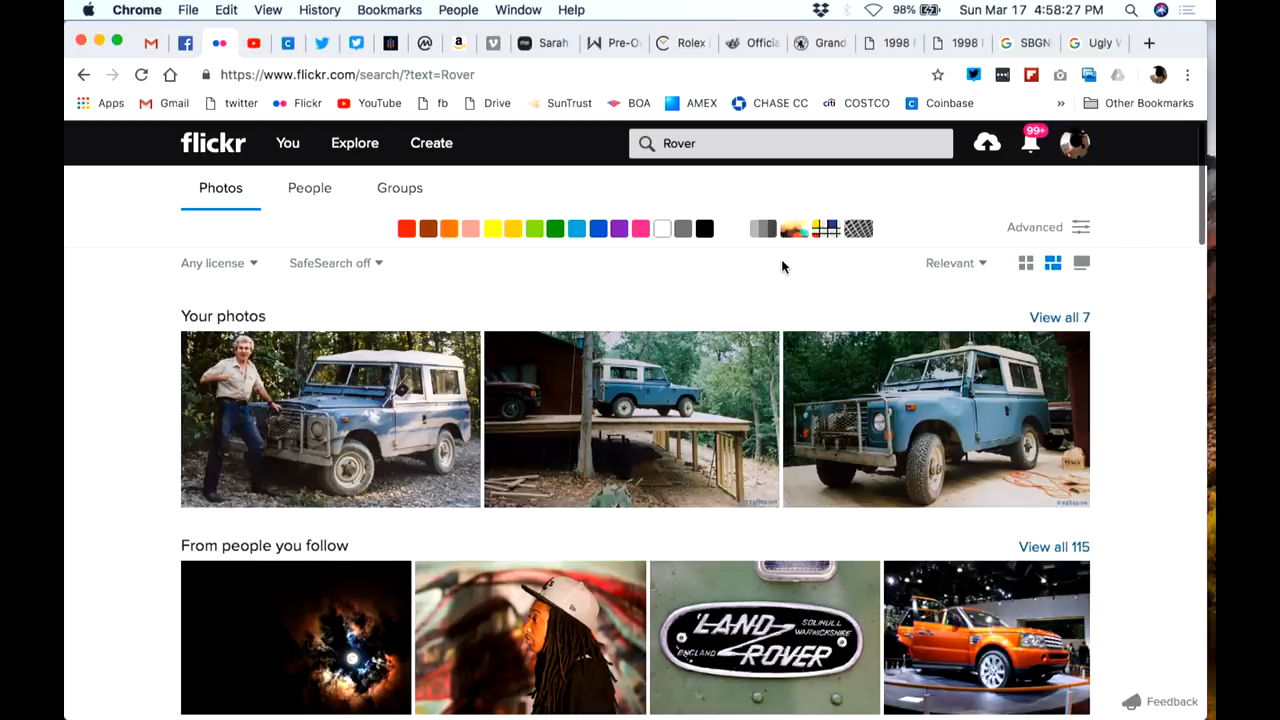 Chrome File Edit View History Bookmarks People Window Help 98% Sun Mar 17 4:58:27 PM
Sarah Pre-O Rolex Officia Grand 1998 1998 SBGN Ugly W
https://www.flickr.com/search/?text=Rover
Apps Gmail twitter Flickr YouTube fb Drive SunTrust BOA AMEX CHASE CC citi COSTCO Coinbase » Other Bookmarks
flickr You Explore Create Rover 99+
Photos People Groups
Advanced
Any license SafeSearch off Relevant
Your photos View all 7
From people you follow View all 115
LAND ROVER
SOLIHULL
WARWICKSHIRE
ENGLAND
Feedback